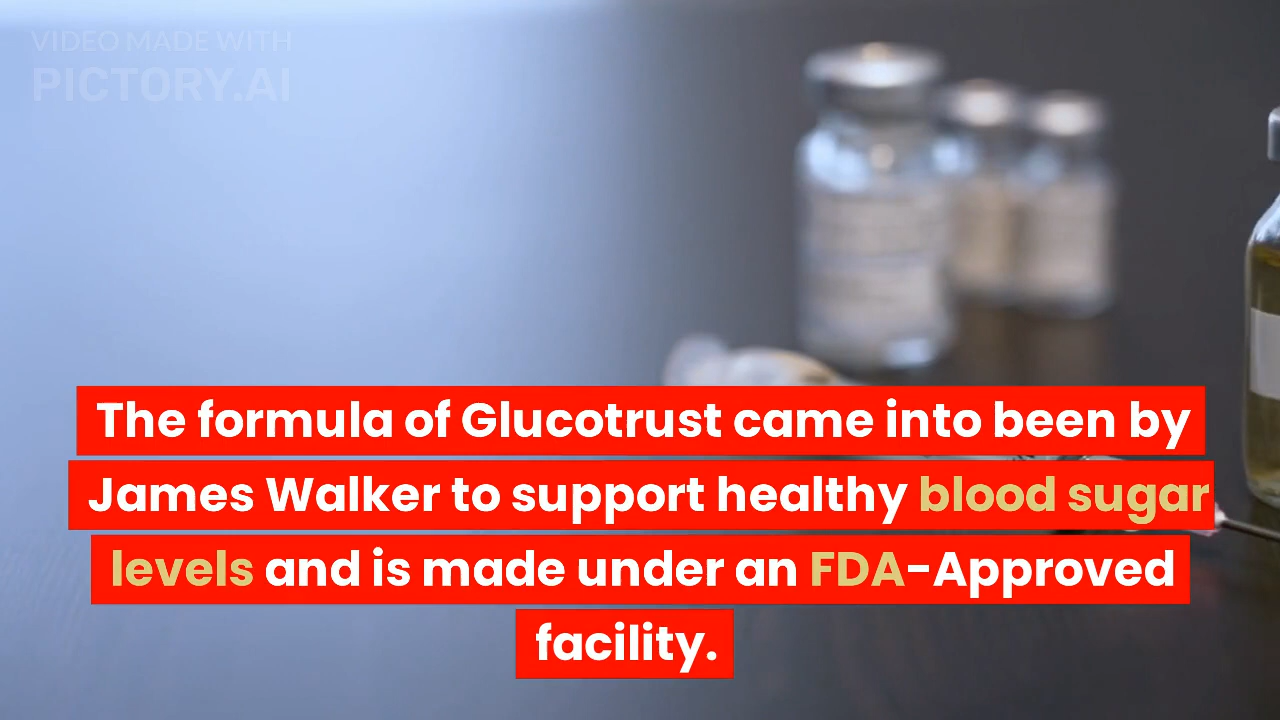 VIDEO MADE WITH
PICTORY.AI
The formula of Glucotrust came into been by
James Walker to support healthy blood sugar
levels and is made under an FDA-Approved
facility.